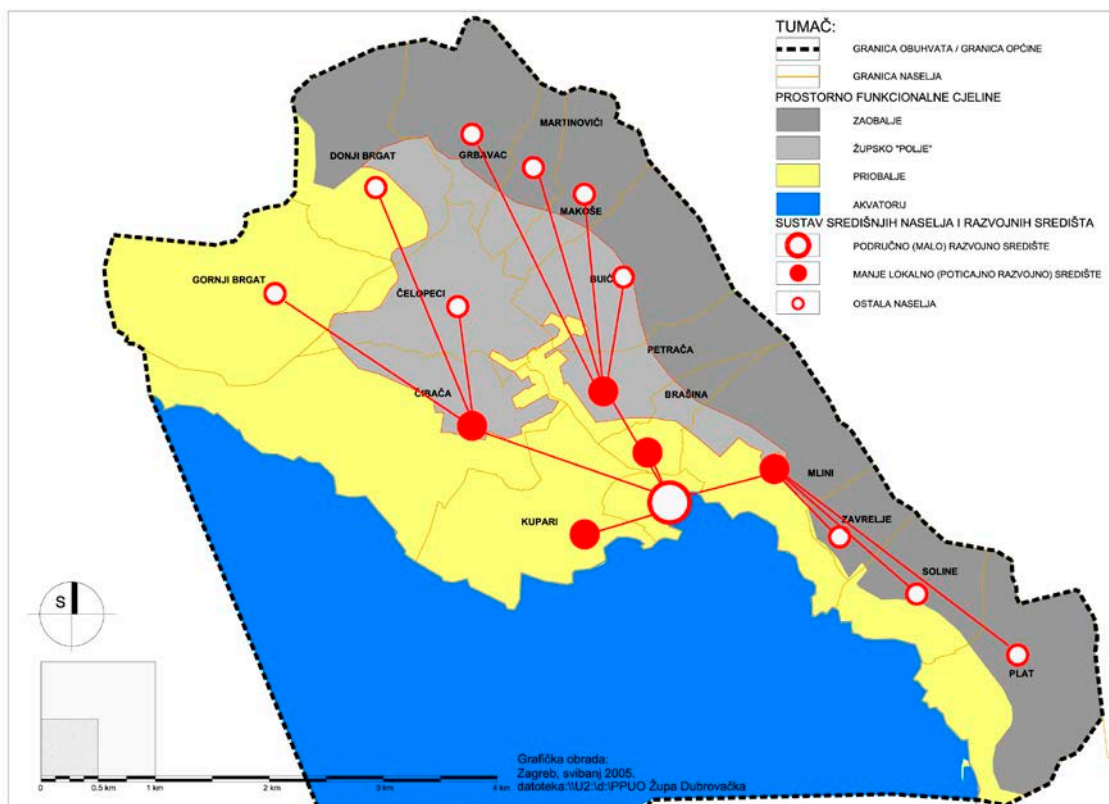 TUMAČ:
GRANICA OBUHVATA / GRANICA OPČINE
GRANICA NASELJA
PROSTORNO FUNKCIONALNE CJELINE
ZAOBALJE
ŽUPSKO "POLJE"
PRIOBALJE
AKVATORIJ
SUSTAV SREDIŠNJIH NASELJA I RAZVOJNIH SREDIŠTA
PODRUČNO (MALO) RAZVOJNO SREDIŠTE
MANJE LOKALNO (POTICAJNO RAZVOJNO) SREDIŠTE
OSTALA NASELJA
MARTINOVIĆI
GRBAVAC
DONJI BRGAT
MAKOŠE
GORNJI BRGAT
BUIĆ
ČELOPECI
PETRAČA
ČIBAČA
BRAŠINA
MLINI
KUPARI
ZAVRELJE
SOLINE
PLAT
S
0 0.5 km 1 km 2 km 3 km 4 km
Grafička obrada:
Zagreb, svibanj 2005.
datoteka:\\U2:\d:\PPUO Župa Dubrovačka